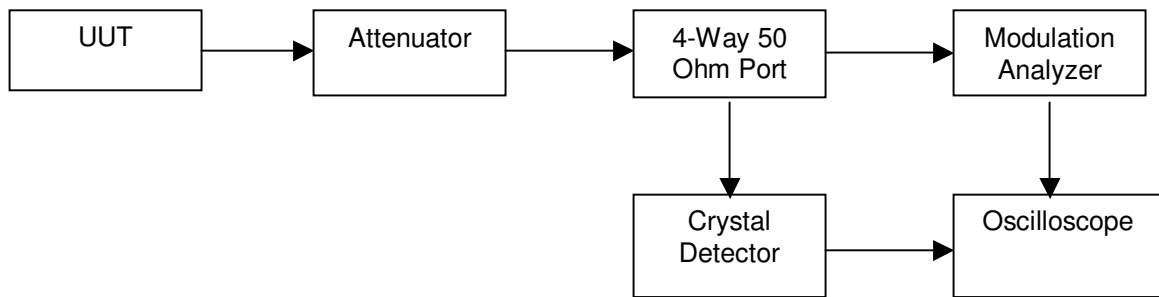 UUT
Attenuator
4-Way 50
Ohm Port
Modulation
Analyzer
Crystal
Detector
Oscilloscope